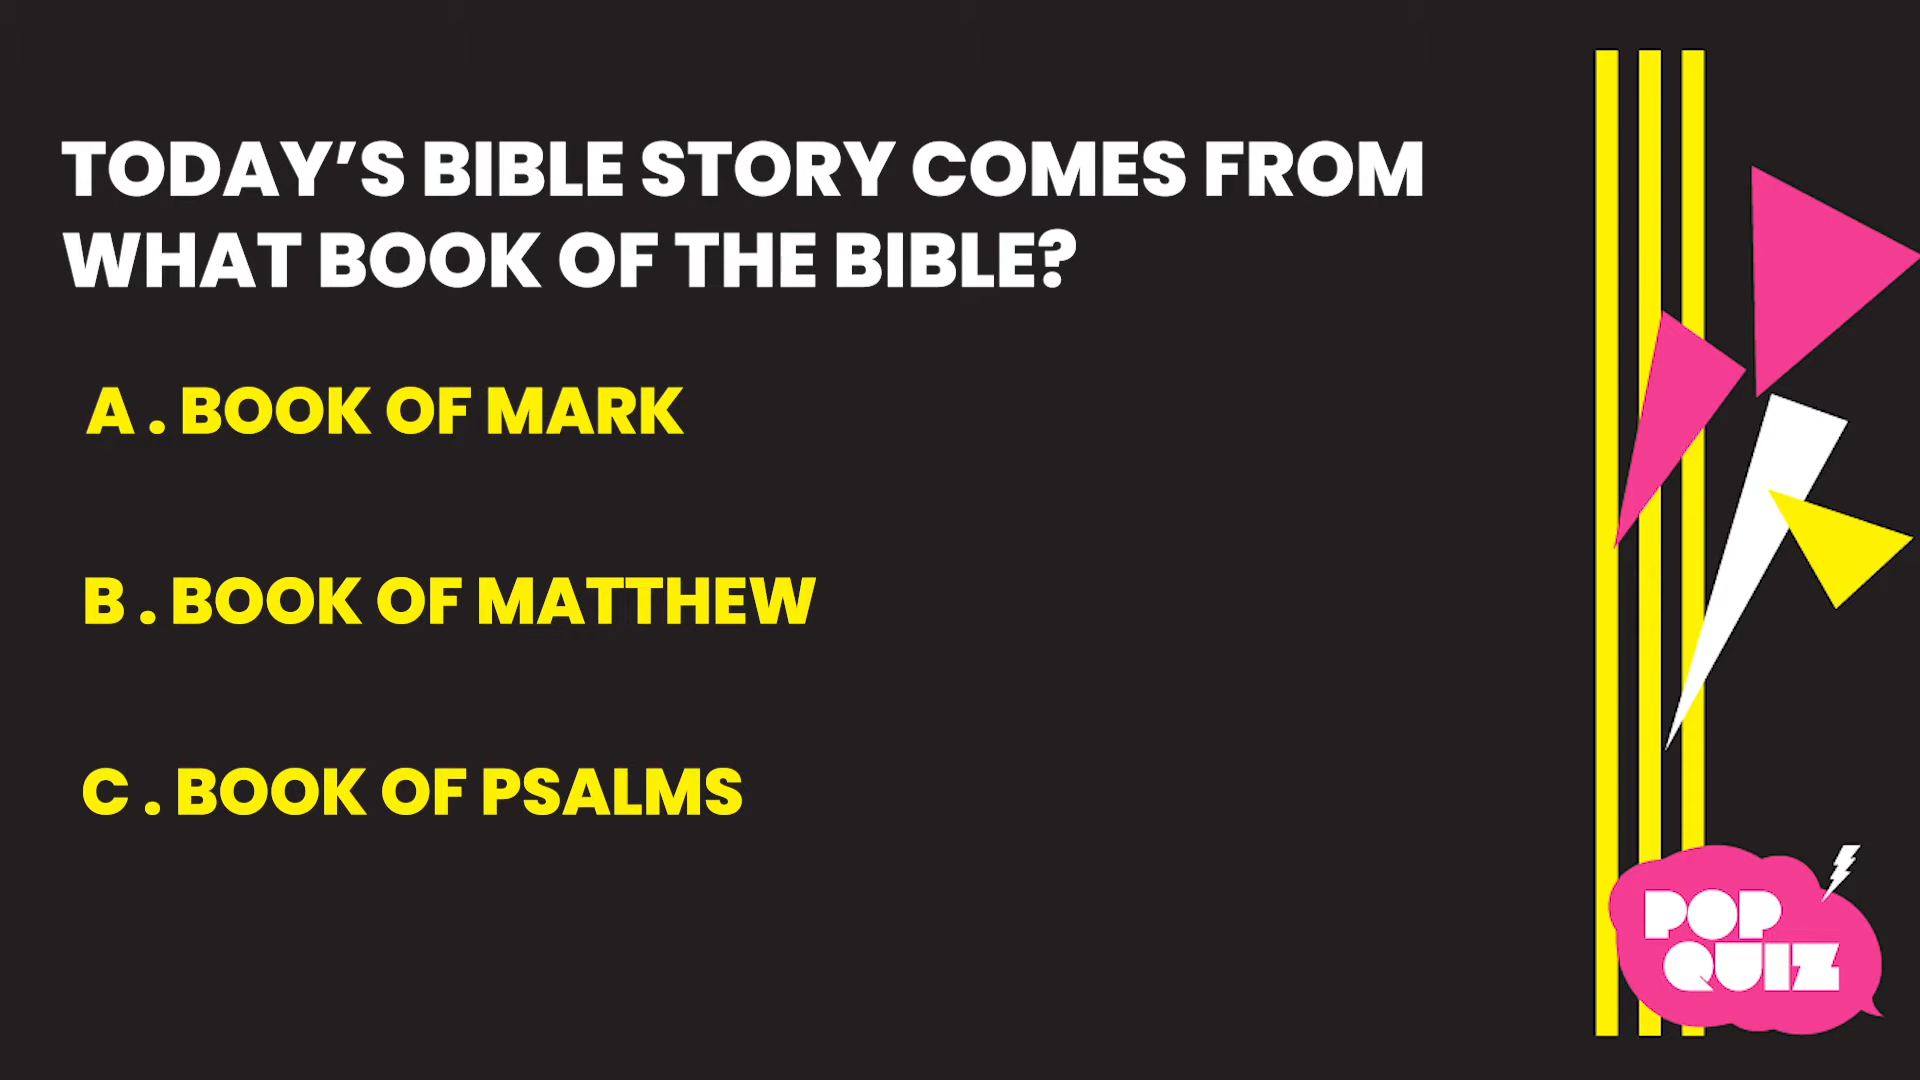 TODAY’S BIBLE STORY COMES FROM
WHAT BOOK OF THE BIBLE?
A . BOOK OF MARK
B . BOOK OF MATTHEW
C . BOOK OF PSALMS
POP
QUIZ